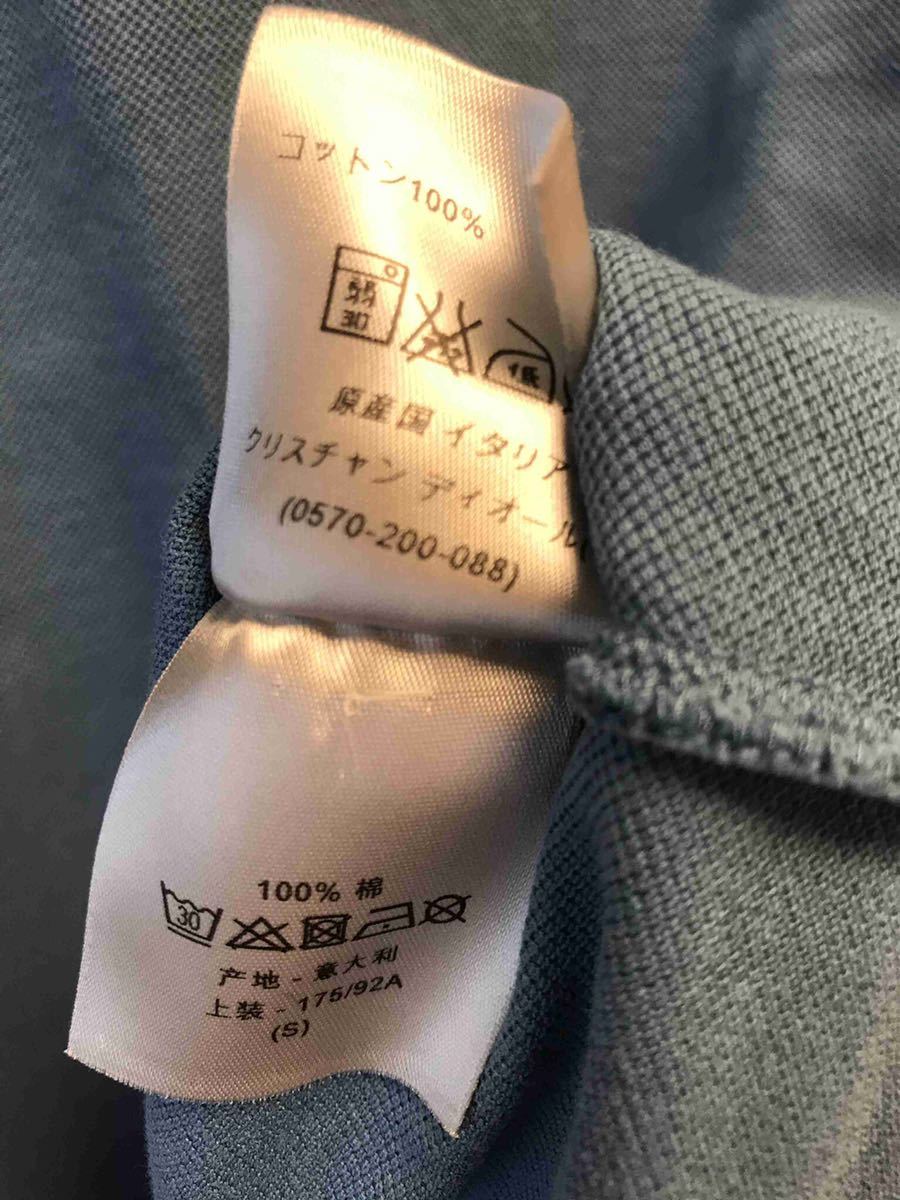 コットン100%
弱
30
低
原産国 イタリア
クリスチャン ディオール
(0570-200-088)
100% 棉
30
产地 - 意大利
上装 - 175/92A
(S)